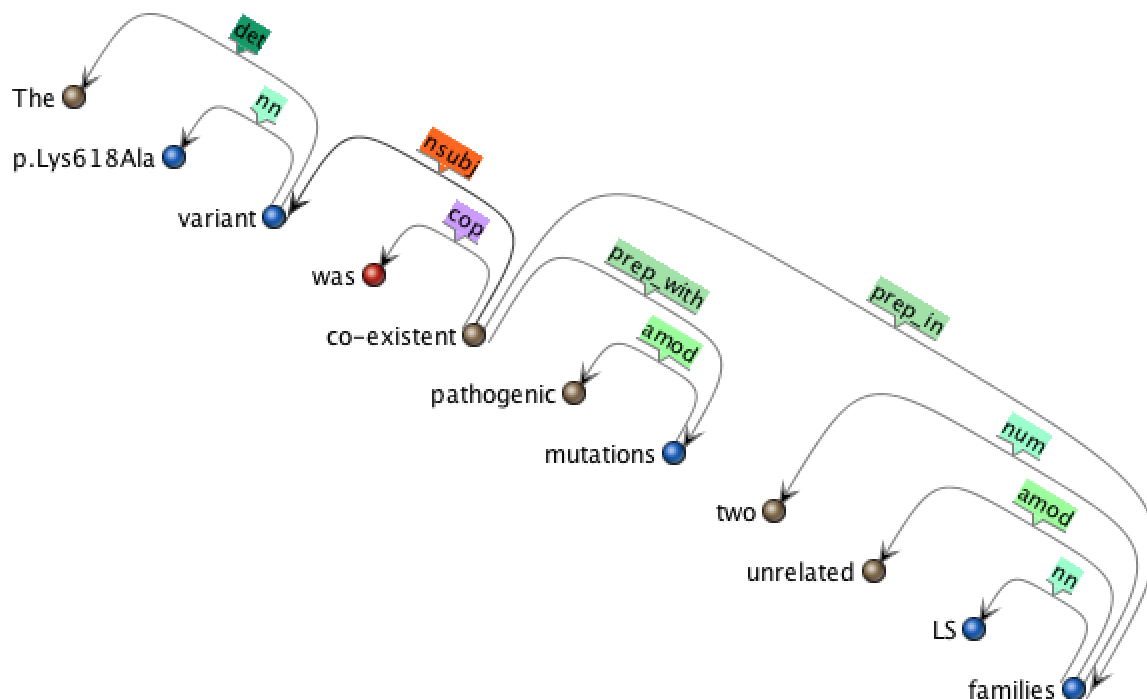 det
The
nn
p.Lys618Ala
nsubj
variant
cop
was
prep_with
prep_in
co-existent
amod
pathogenic
num
mutations
amod
two
unrelated
nn
LS
families